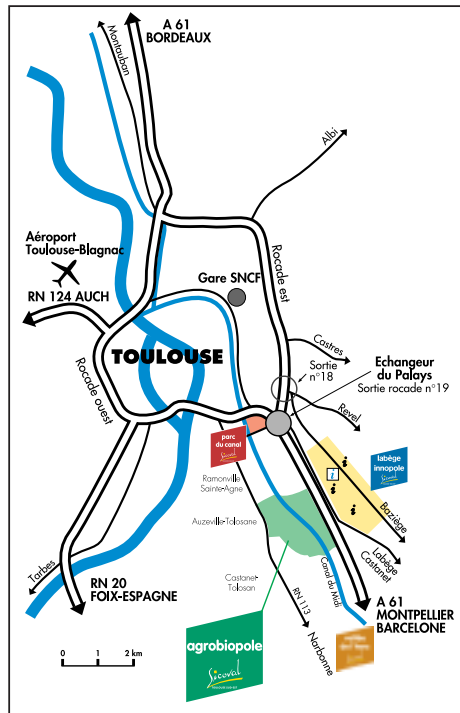 A 61
BORDEAUX
Montauban
Albi
Aéroport
Toulouse-Blagnac
RN 124 AUCH
Rocade est
Gare SNCF
TOULOUSE
Castres
Sortie
n°18
Echangeur
du Palays
Sortie rocade n°19
Rocade ouest
Revel
parc
du canal
Sicoval
labège
innopole
Sicoval
i
i
i
i
Ramonville
Sainte-Agne
Baziège
Auzeville-Tolosane
Labège
Castanet
Tarbes
Castanet-
Tolosan
Canal du Midi
RN 20
FOIX-ESPAGNE
RN 113
A 61
MONTPELLIER
BARCELONE
Narbonne
agrobiopole
Sicoval
0 1 2 km